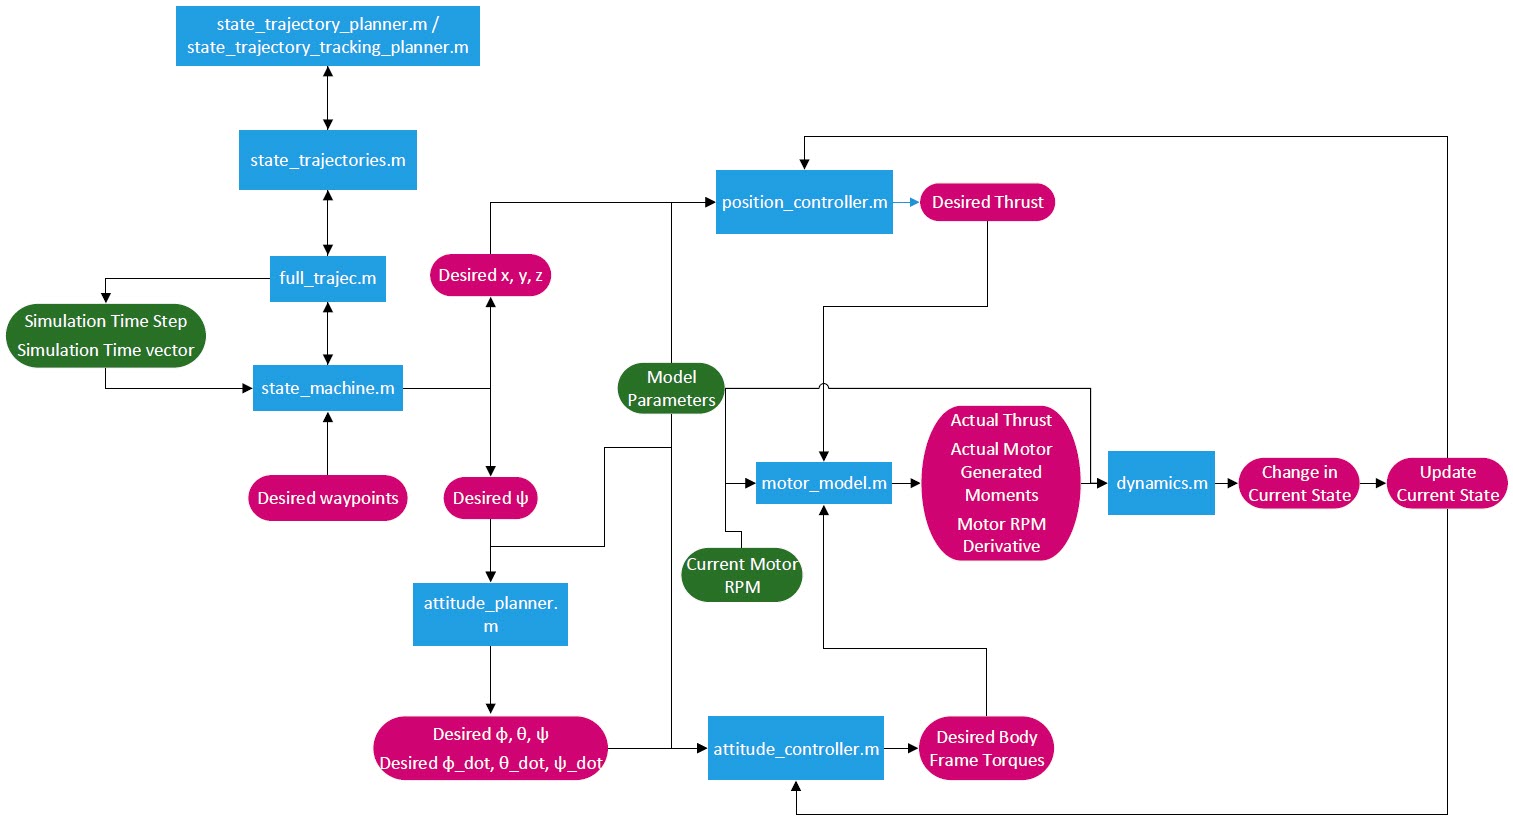 state_trajectory_planner.m /
state_trajectory_tracking_planner.m
state_trajectories.m
full_trajec.m
Simulation Time Step
Simulation Time vector
state_machine.m
Desired waypoints
Desired x, y, z
Desired ψ
attitude_planner.
m
Desired ϕ, θ, ψ
Desired ϕ_dot, θ_dot, ψ_dot
position_controller.m
Desired Thrust
Model
Parameters
motor_model.m
Current Motor
RPM
Actual Thrust
Actual Motor
Generated
Moments
Motor RPM
Derivative
dynamics.m
Change in
Current State
Update
Current State
attitude_controller.m
Desired Body
Frame Torques